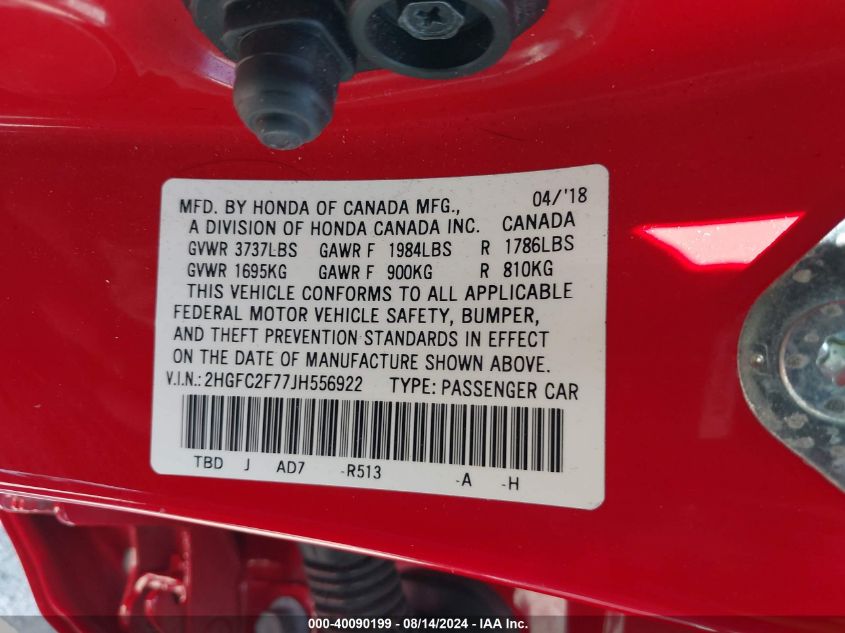 MFD. BY HONDA OF CANADA MFG., 04/'18
A DIVISION OF HONDA CANADA INC. CANADA
GVWR 3737LBS GAWR F 1984LBS R 1786LBS
GVWR 1695KG GAWR F 900KG R 810KG
THIS VEHICLE CONFORMS TO ALL APPLICABLE
FEDERAL MOTOR VEHICLE SAFETY, BUMPER,
AND THEFT PREVENTION STANDARDS IN EFFECT
ON THE DATE OF MANUFACTURE SHOWN ABOVE.
V.I.N.:2HGFC2F77JH556922 TYPE:PASSENGER CAR
TBD J AD7 -R513 -A -H
000-40090199 - 08/14/2024 - IAA Inc.